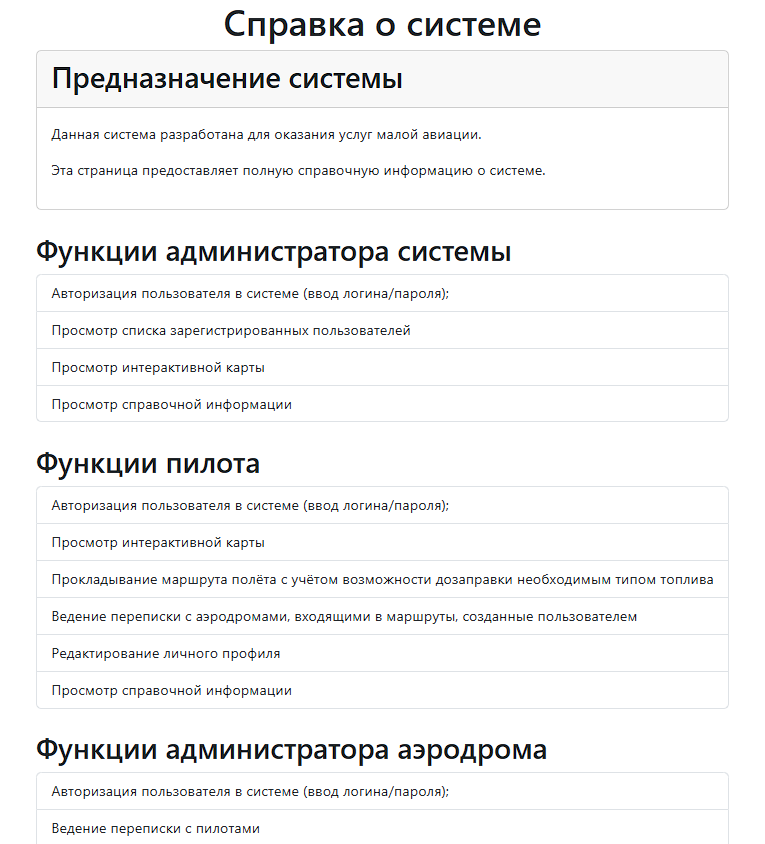 Справка о системе
Предназначение системы
Данная система разработана для оказания услуг малой авиации.
Эта страница предоставляет полную справочную информацию о системе.
Функции администратора системы
Авторизация пользователя в системе (ввод логина/пароля);
Просмотр списка зарегистрированных пользователей
Просмотр интерактивной карты
Просмотр справочной информации
Функции пилота
Авторизация пользователя в системе (ввод логина/пароля);
Просмотр интерактивной карты
Прокладывание маршрута полёта с учётом возможности дозаправки необходимым типом топлива
Ведение переписки с аэродромами, входящими в маршруты, созданные пользователем
Редактирование личного профиля
Просмотр справочной информации
Функции администратора аэродрома
Авторизация пользователя в системе (ввод логина/пароля);
Ведение переписки с пилотами